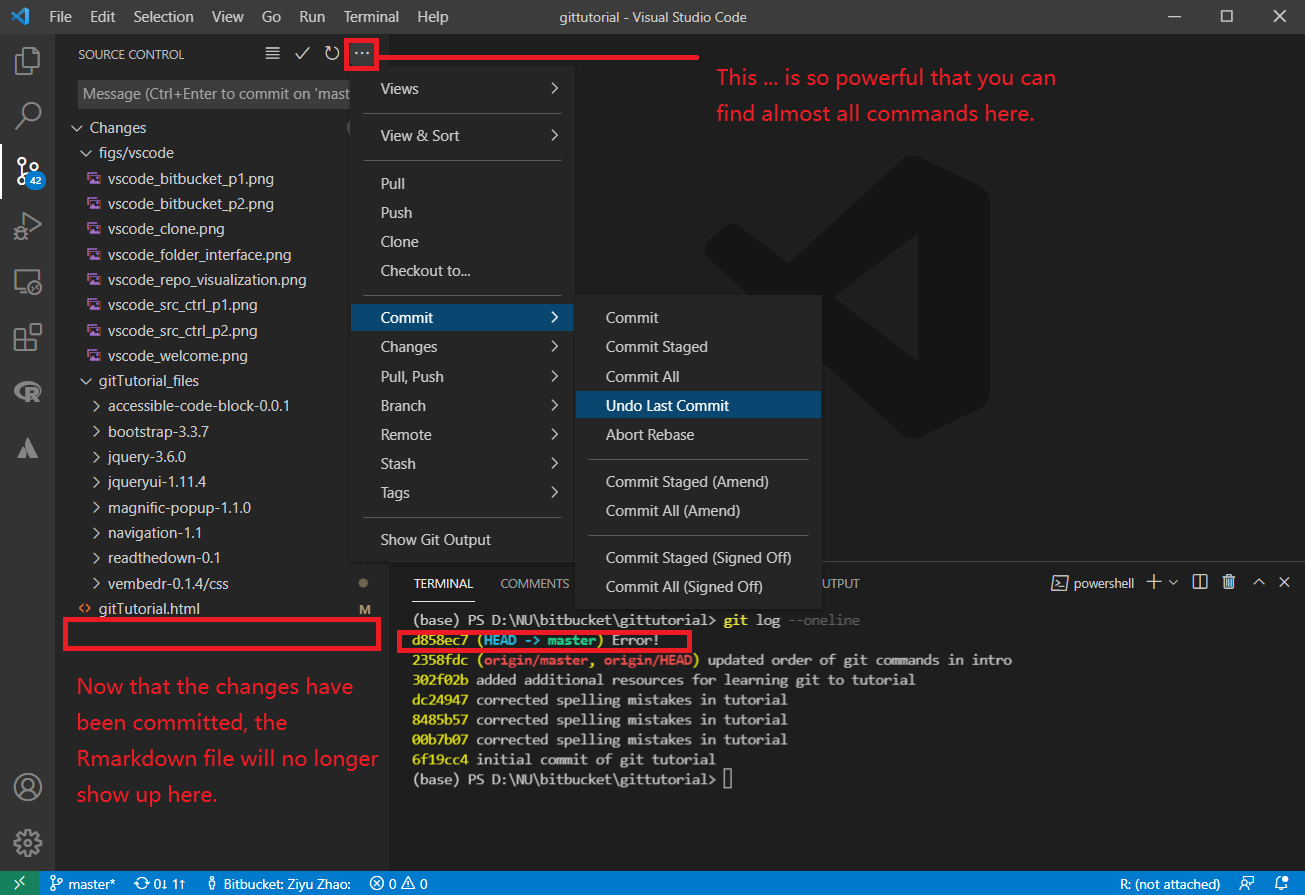 File Edit Selection View Go Run Terminal Help gittutorial - Visual Studio Code
SOURCE CONTROL
Message (Ctrl+Enter to commit on 'mast
Changes
figs/vscode
vscode_bitbucket_p1.png
vscode_bitbucket_p2.png
vscode_clone.png
vscode_folder_interface.png
vscode_repo_visualization.png
vscode_src_ctrl_p1.png
vscode_src_ctrl_p2.png
vscode_welcome.png
gitTutorial_files
accessible-code-block-0.0.1
bootstrap-3.3.7
jquery-3.6.0
jqueryui-1.11.4
magnific-popup-1.1.0
navigation-1.1
readthedown-0.1
vembedr-0.1.4/css
gitTutorial.html M
42
R
Now that the changes have
been committed, the
Rmarkdown file will no longer
show up here.
...
Views
View & Sort
Pull
Push
Clone
Checkout to...
Commit
Changes
Pull, Push
Branch
Remote
Stash
Tags
Show Git Output
Commit
Commit Staged
Commit All
Undo Last Commit
Abort Rebase
Commit Staged (Amend)
Commit All (Amend)
Commit Staged (Signed Off)
Commit All (Signed Off)
This ... is so powerful that you can
find almost all commands here.
TERMINAL COMMENTS UTPUT powershell
(base) PS D:\NU\bitbucket\gittutorial> git log --oneline
d858ec7 (HEAD -> master) Error!
2358fdc (origin/master, origin/HEAD) updated order of git commands in intro
302f02b added additional resources for learning git to tutorial
dc24947 corrected spelling mistakes in tutorial
8485b57 corrected spelling mistakes in tutorial
00b7b07 corrected spelling mistakes in tutorial
6f19cc4 initial commit of git tutorial
(base) PS D:\NU\bitbucket\gittutorial>
master* 0↓ 1↑ Bitbucket: Ziyu Zhao: 0 0 R: (not attached)